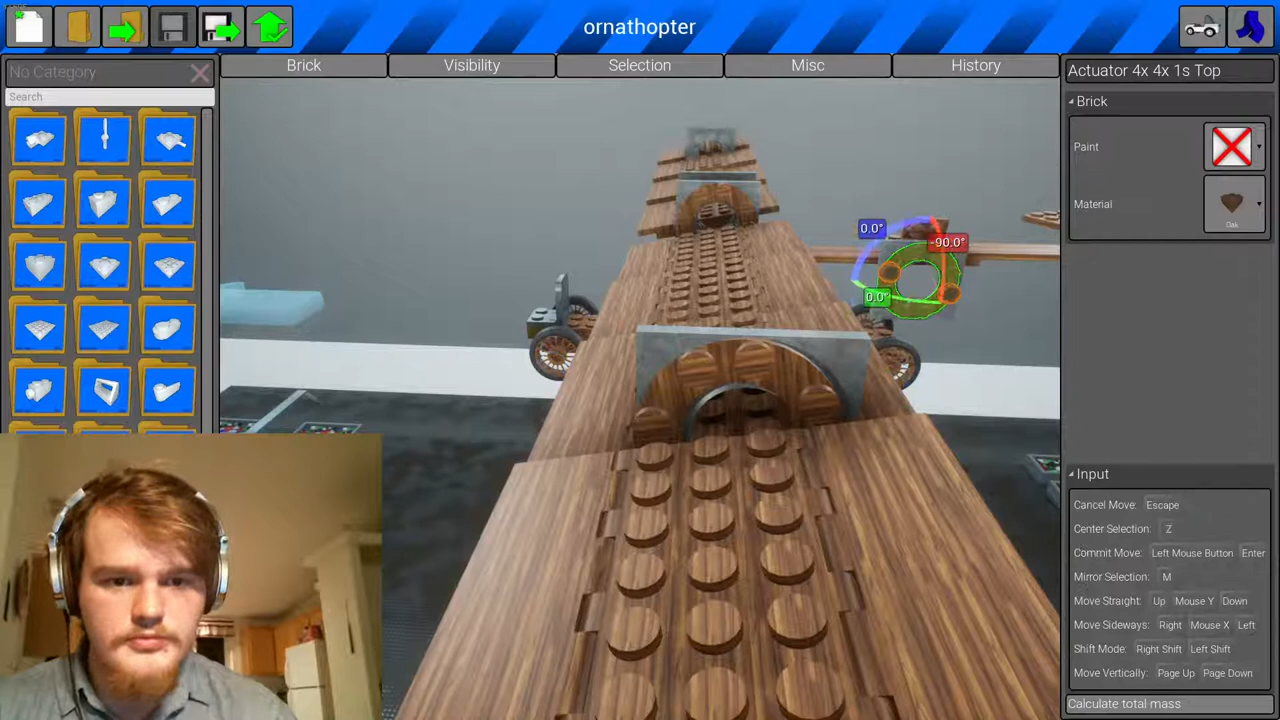 ornathopter
No Category
Search
Brick
Visibility
Selection
Misc
History
0.0°
-90.0°
0.0°
Actuator 4x 4x 1s Top
Brick
Paint
Material
Oak
Input
Cancel Move: Escape
Center Selection: Z
Commit Move: Left Mouse Button Enter
Mirror Selection: M
Move Straight: Up Mouse Y Down
Move Sideways: Right Mouse X Left
Shift Mode: Right Shift Left Shift
Move Vertically: Page Up Page Down
Calculate total mass